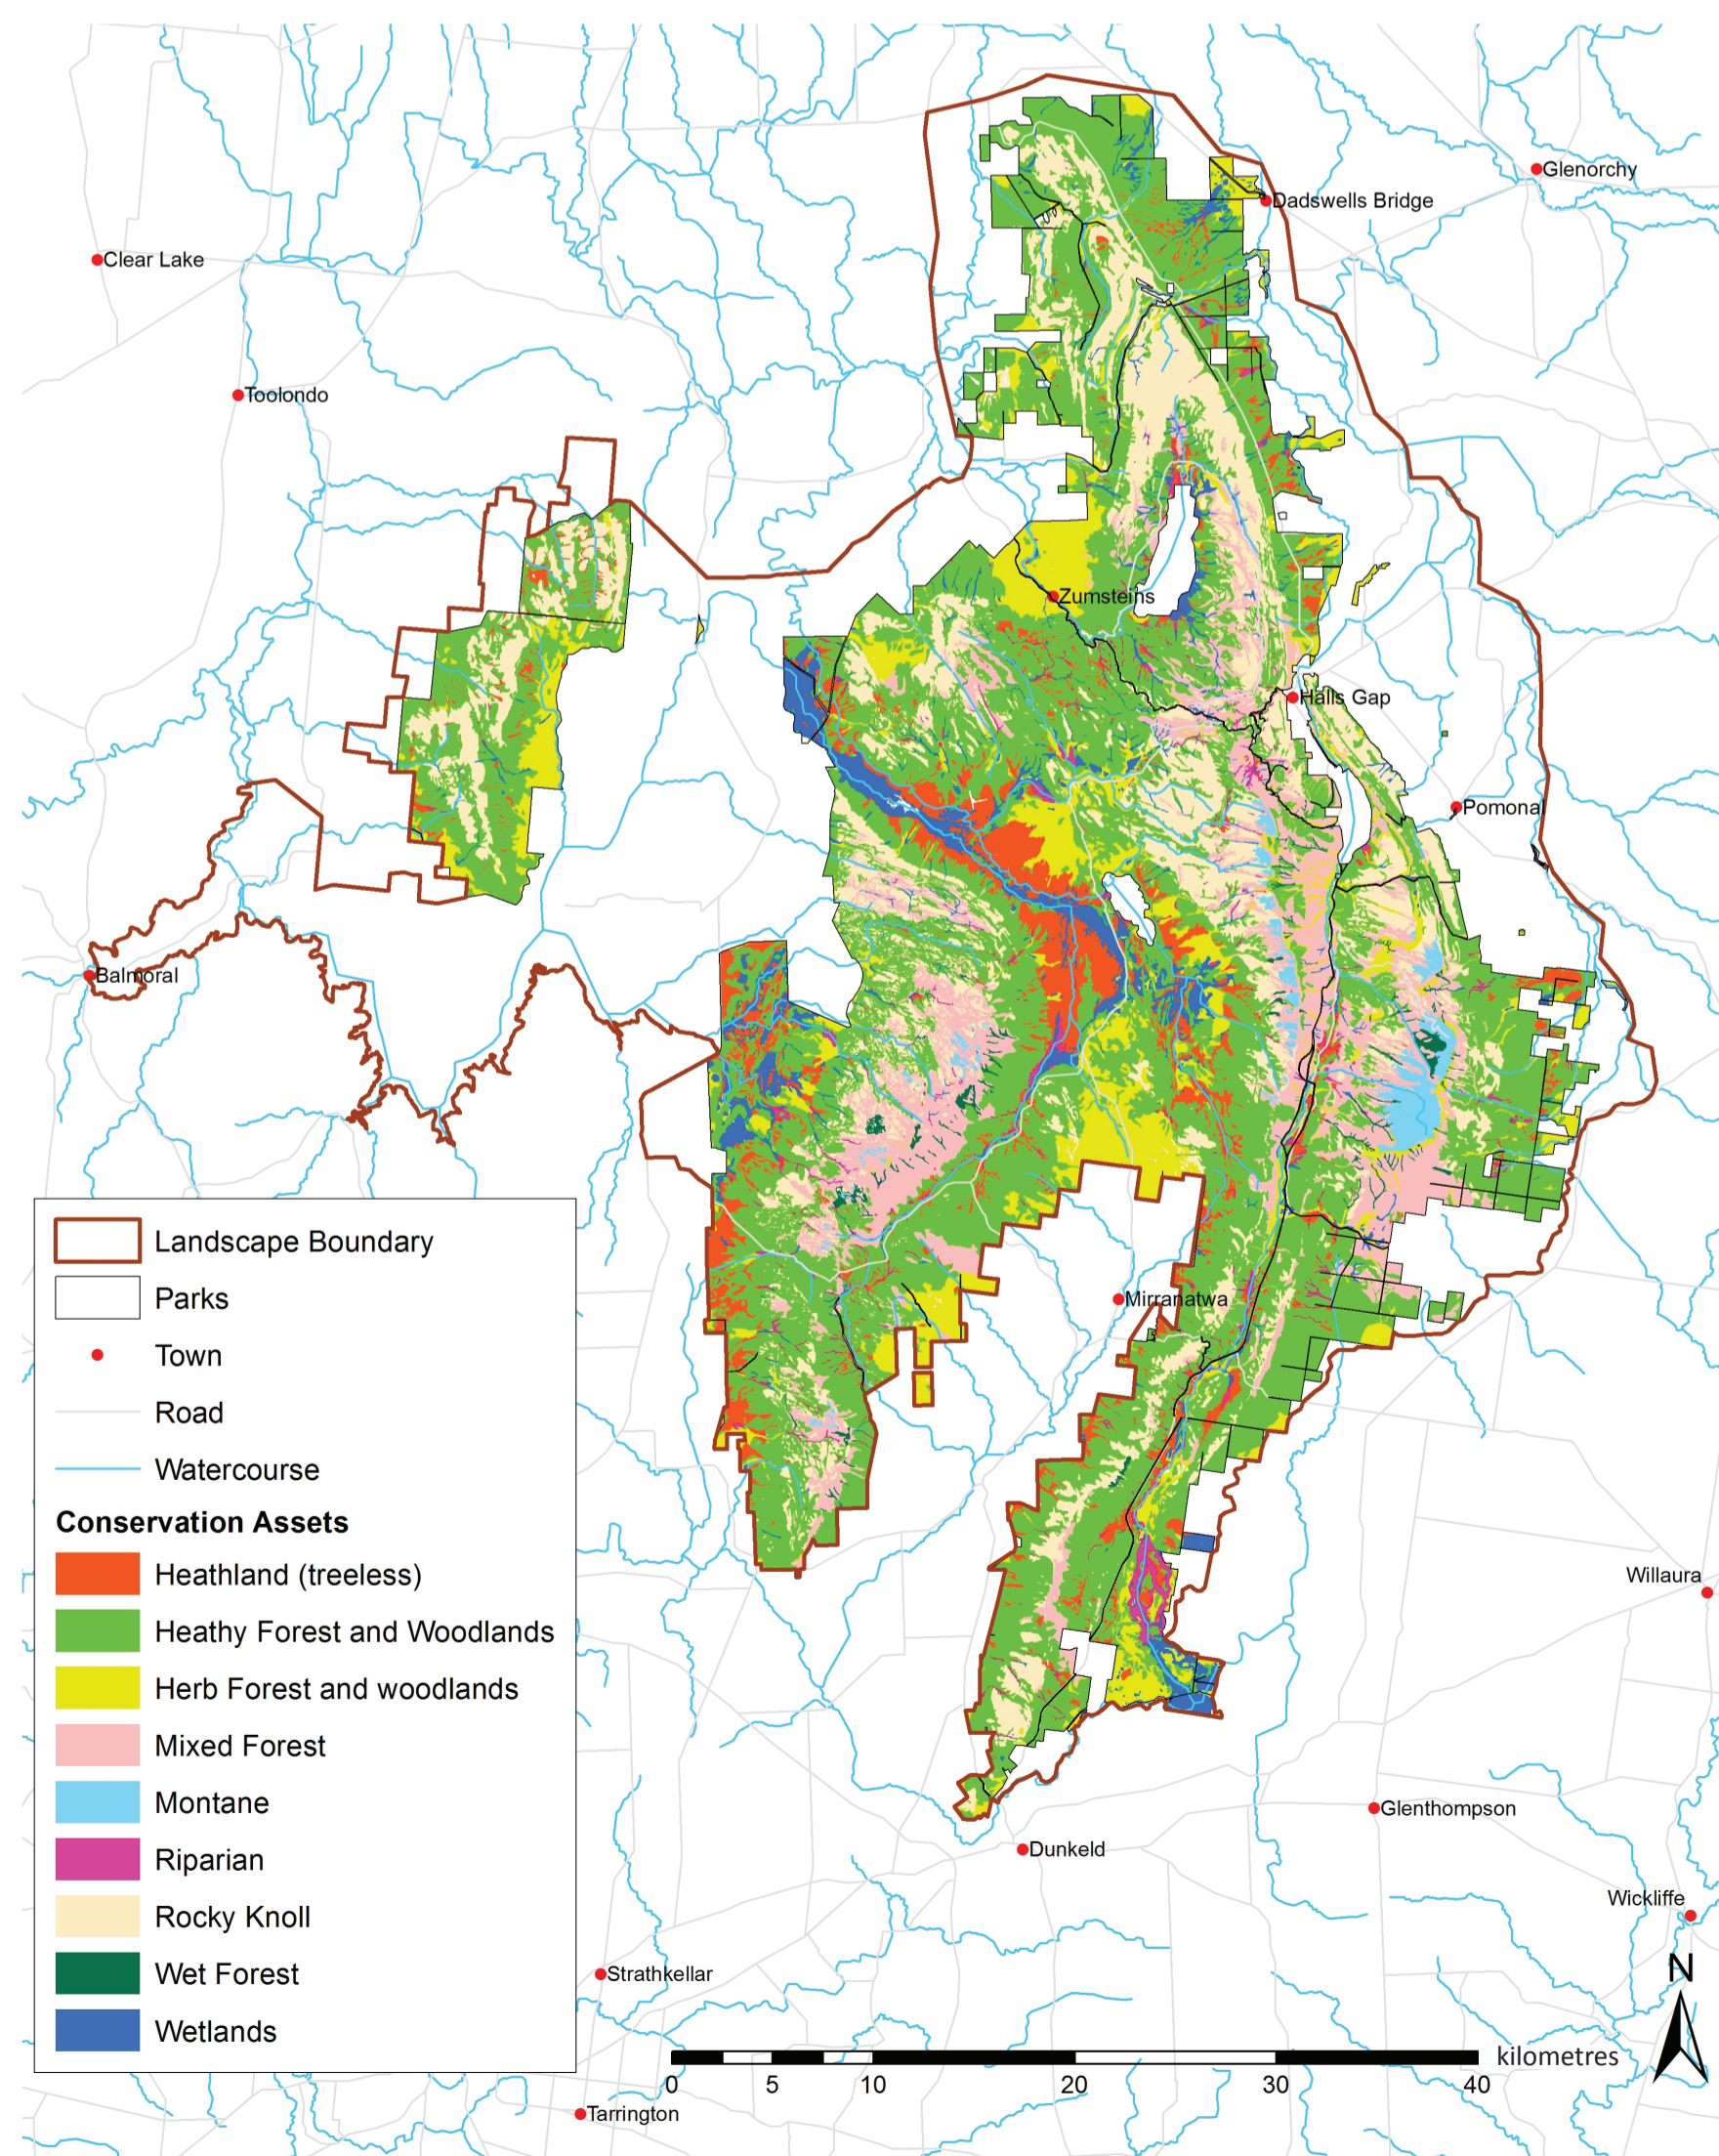 Glenorchy
Dadswells Bridge
Clear Lake
Toolondo
Zumsteins
Halls Gap
Pomonal
Balmoral
Mirranatwa
Willaura
Glenthompson
Dunkeld
Wickliffe
Strathkellar
Tarrington
Landscape Boundary
Parks
Town
Road
Watercourse
Conservation Assets
Heathland (treeless)
Heathy Forest and Woodlands
Herb Forest and woodlands
Mixed Forest
Montane
Riparian
Rocky Knoll
Wet Forest
Wetlands
N
kilometres
0 5 10 20 30 40